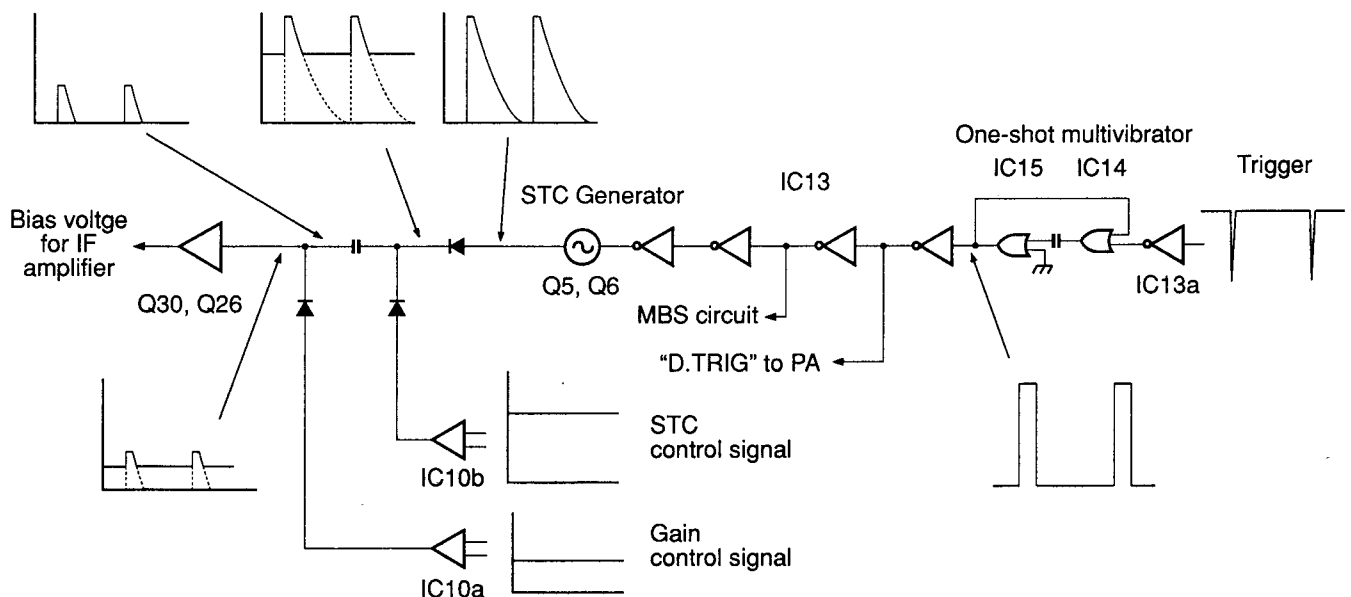 One-shot multivibrator
IC15 IC14
Trigger
IC13
STC Generator
Bias voltge
for IF
amplifier
IC13a
Q30, Q26
Q5, Q6
MBS circuit
“D.TRIG” to PA
STC
control signal
IC10b
Gain
control signal
IC10a